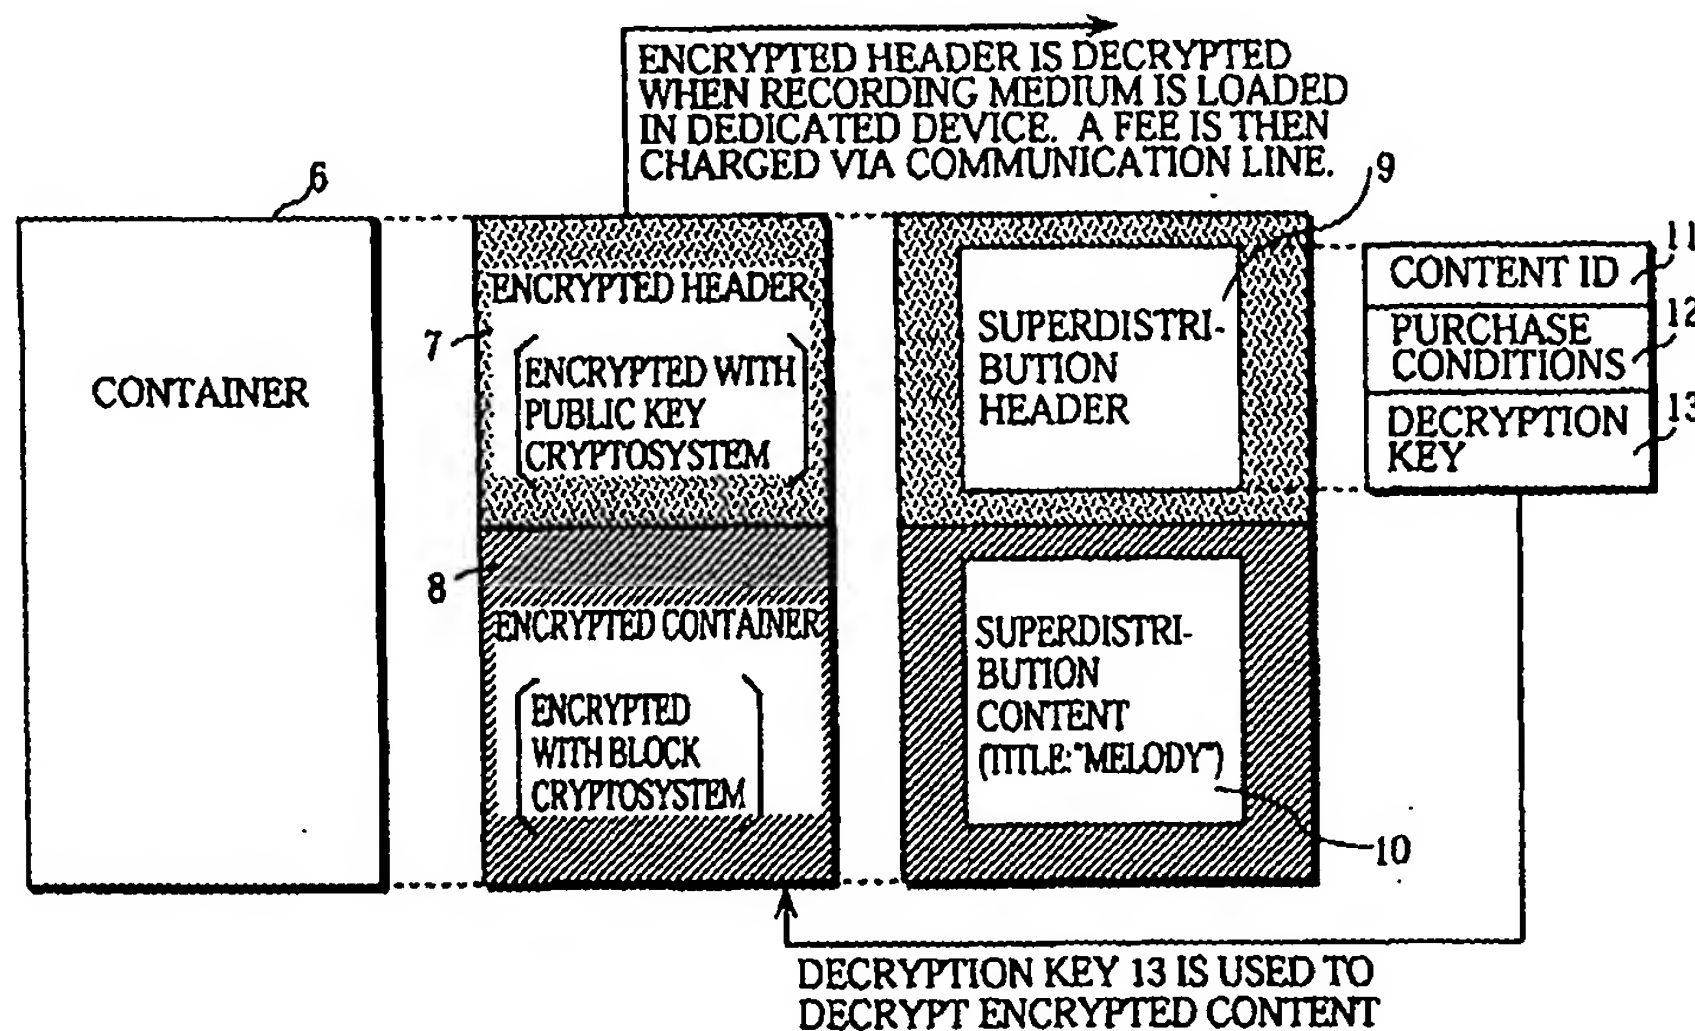 ENCRYPTED HEADER IS DECRYPTED
WHEN RECORDING MEDIUM IS LOADED
IN DEDICATED DEVICE. A FEE IS THEN
CHARGED VIA COMMUNICATION LINE.
6
CONTAINER
7
ENCRYPTED HEADER
ENCRYPTED WITH
PUBLIC KEY
CRYPTOSYSTEM
8
ENCRYPTED CONTAINER
ENCRYPTED
WITH BLOCK
CRYPTOSYSTEM
9
SUPERDISTRI-
BUTION
HEADER
SUPERDISTRI-
BUTION
CONTENT
(TITLE:"MELODY")
10
CONTENT ID
11
PURCHASE
CONDITIONS
12
DECRYPTION
KEY
13
DECRYPTION KEY 13 IS USED TO
DECRYPT ENCRYPTED CONTENT